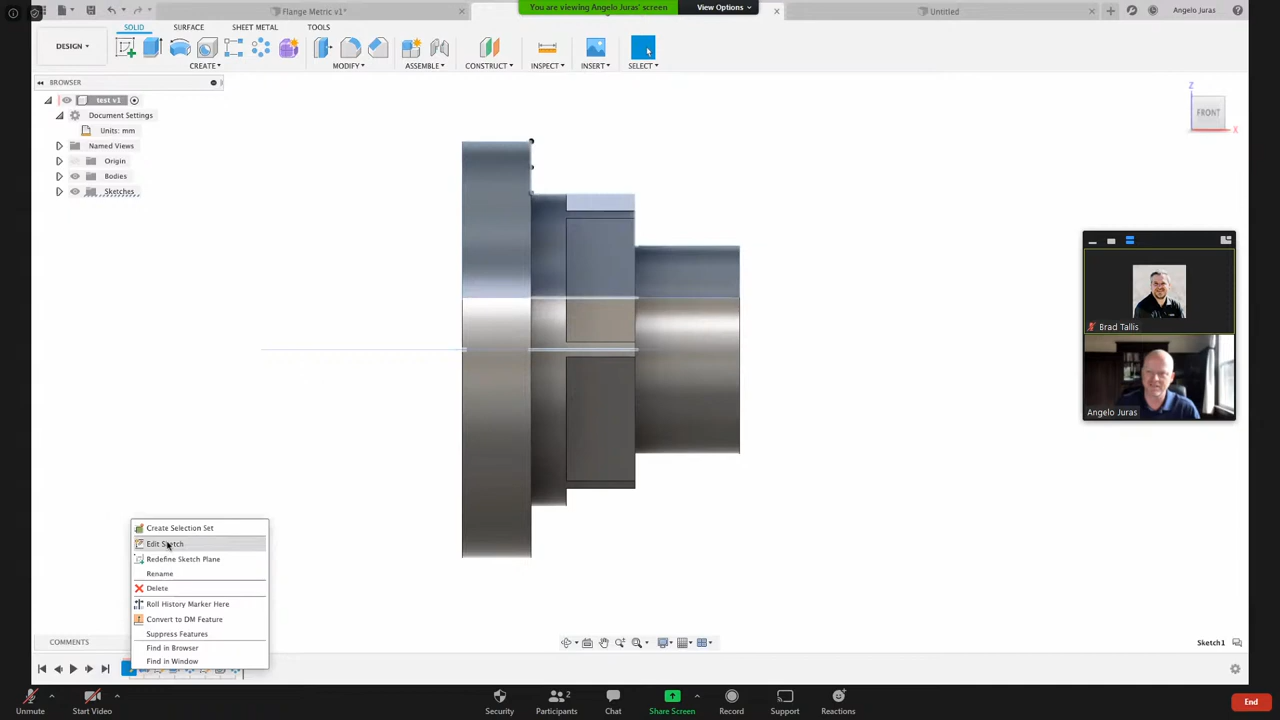 Flange Metric v1*
You are viewing Angelo Juras' screen
View Options
Untitled
Angelo Juras
SOLID
SURFACE
SHEET METAL
TOOLS
DESIGN
CREATE
MODIFY
ASSEMBLE
CONSTRUCT
INSPECT
INSERT
SELECT
BROWSER
test v1
Document Settings
Units: mm
Named Views
Origin
Bodies
Sketches
Z
FRONT
X
Brad Tallis
Angelo Juras
Create Selection Set
Edit Sketch
Redefine Sketch Plane
Rename
Delete
Roll History Marker Here
Convert to DM Feature
Suppress Features
Find in Browser
Find in Window
COMMENTS
Sketch1
Unmute
Start Video
Security
Participants
2
Chat
Share Screen
Record
Support
Reactions
End